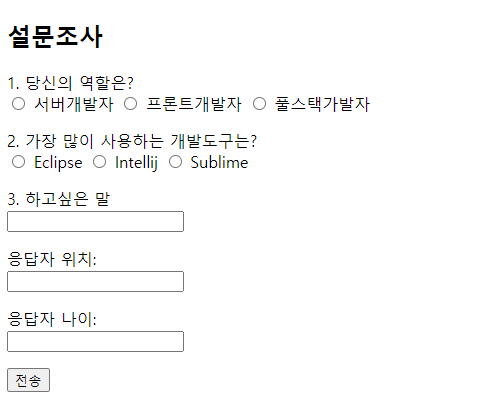 설문조사
1. 당신의 역할은?
서버개발자 프론트개발자 풀스택가발자
2. 가장 많이 사용하는 개발도구는?
Eclipse Intellij Sublime
3. 하고싶은 말
응답자 위치:
응답자 나이:
전송